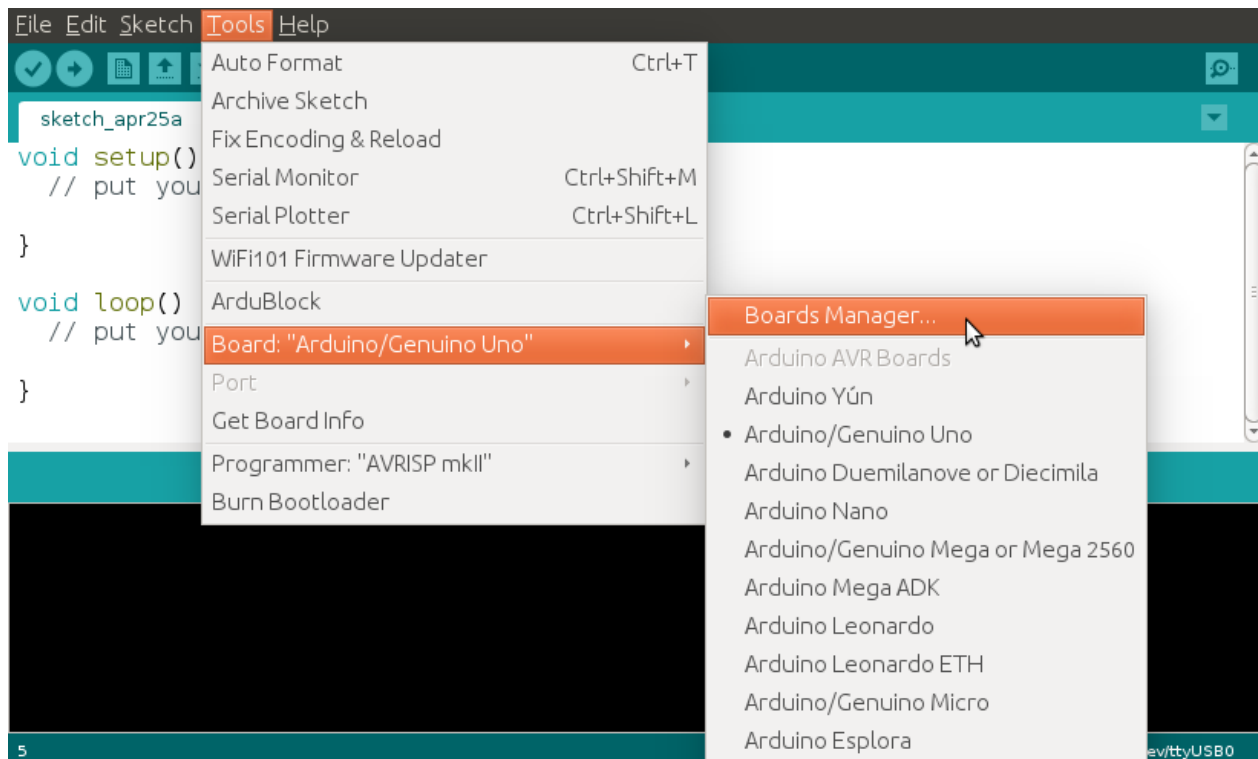 File Edit Sketch Tools Help
sketch_apr25a
void setup()
// put you
}
void loop()
// put you
}
Auto Format Ctrl+T
Archive Sketch
Fix Encoding & Reload
Serial Monitor Ctrl+Shift+M
Serial Plotter Ctrl+Shift+L
WiFi101 Firmware Updater
ArduBlock
Board: "Arduino/Genuino Uno"
Port
Get Board Info
Programmer: "AVRISP mkII"
Burn Bootloader
Boards Manager...
Arduino AVR Boards
Arduino Yún
• Arduino/Genuino Uno
Arduino Duemilanove or Diecimila
Arduino Nano
Arduino/Genuino Mega or Mega 2560
Arduino Mega ADK
Arduino Leonardo
Arduino Leonardo ETH
Arduino/Genuino Micro
Arduino Esplora
5 ev/ttyUSB0